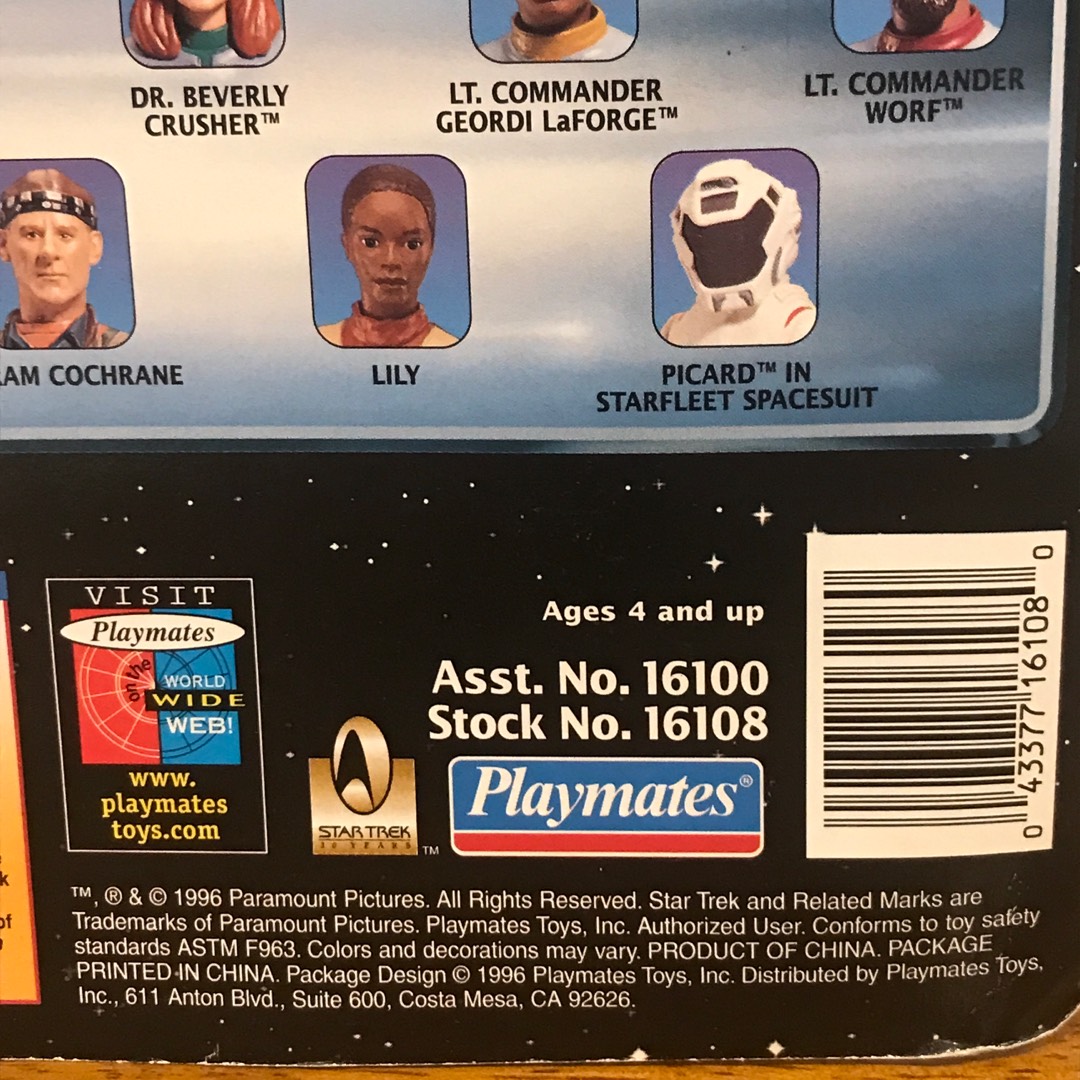 DR. BEVERLY
CRUSHER™
LT. COMMANDER
GEORDI LaFORGE™
LT. COMMANDER
WORF™
AM COCHRANE
LILY
PICARD™ IN
STARFLEET SPACESUIT
VISIT
Playmates
on the
WORLD
WIDE
WEB!
www.
playmates
toys.com
Ages 4 and up
Asst. No. 16100
Stock No. 16108
STAR TREK
30 YEARS
TM
Playmates®
0 43377 16108 0
k
of
TM, ® & © 1996 Paramount Pictures. All Rights Reserved. Star Trek and Related Marks are
Trademarks of Paramount Pictures. Playmates Toys, Inc. Authorized User. Conforms to toy safety
standards ASTM F963. Colors and decorations may vary. PRODUCT OF CHINA. PACKAGE
PRINTED IN CHINA. Package Design © 1996 Playmates Toys, Inc. Distributed by Playmates Toys,
Inc., 611 Anton Blvd., Suite 600, Costa Mesa, CA 92626.